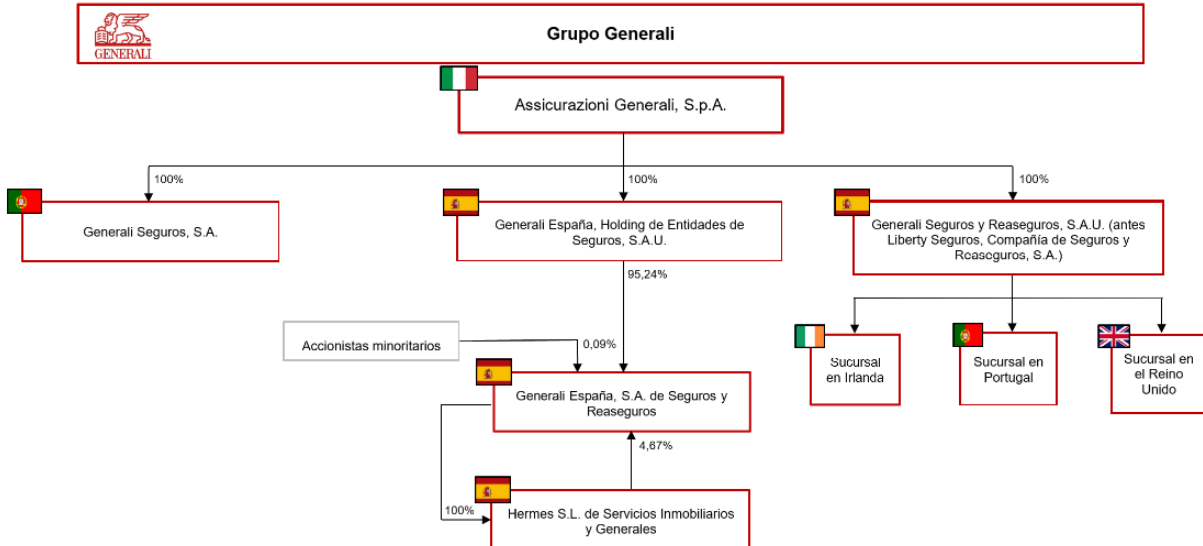 GENERALI
Grupo Generali
Assicurazioni Generali, S.p.A.
100%
100%
100%
Generali Seguros, S.A.
Generali España, Holding de Entidades de
Seguros, S.A.U.
Generali Seguros y Reaseguros, S.A.U. (antes
Liberty Seguros, Compañía de Seguros y
Reaseguros, S.A.)
95,24%
Accionistas minoritarios
0,09%
Sucursal
en Irlanda
Sucursal en
Portugal
Sucursal en
el Reino
Unido
Generali España, S.A. de Seguros y
Reaseguros
4,67%
100%
Hermes S.L. de Servicios Inmobiliarios
y Generales